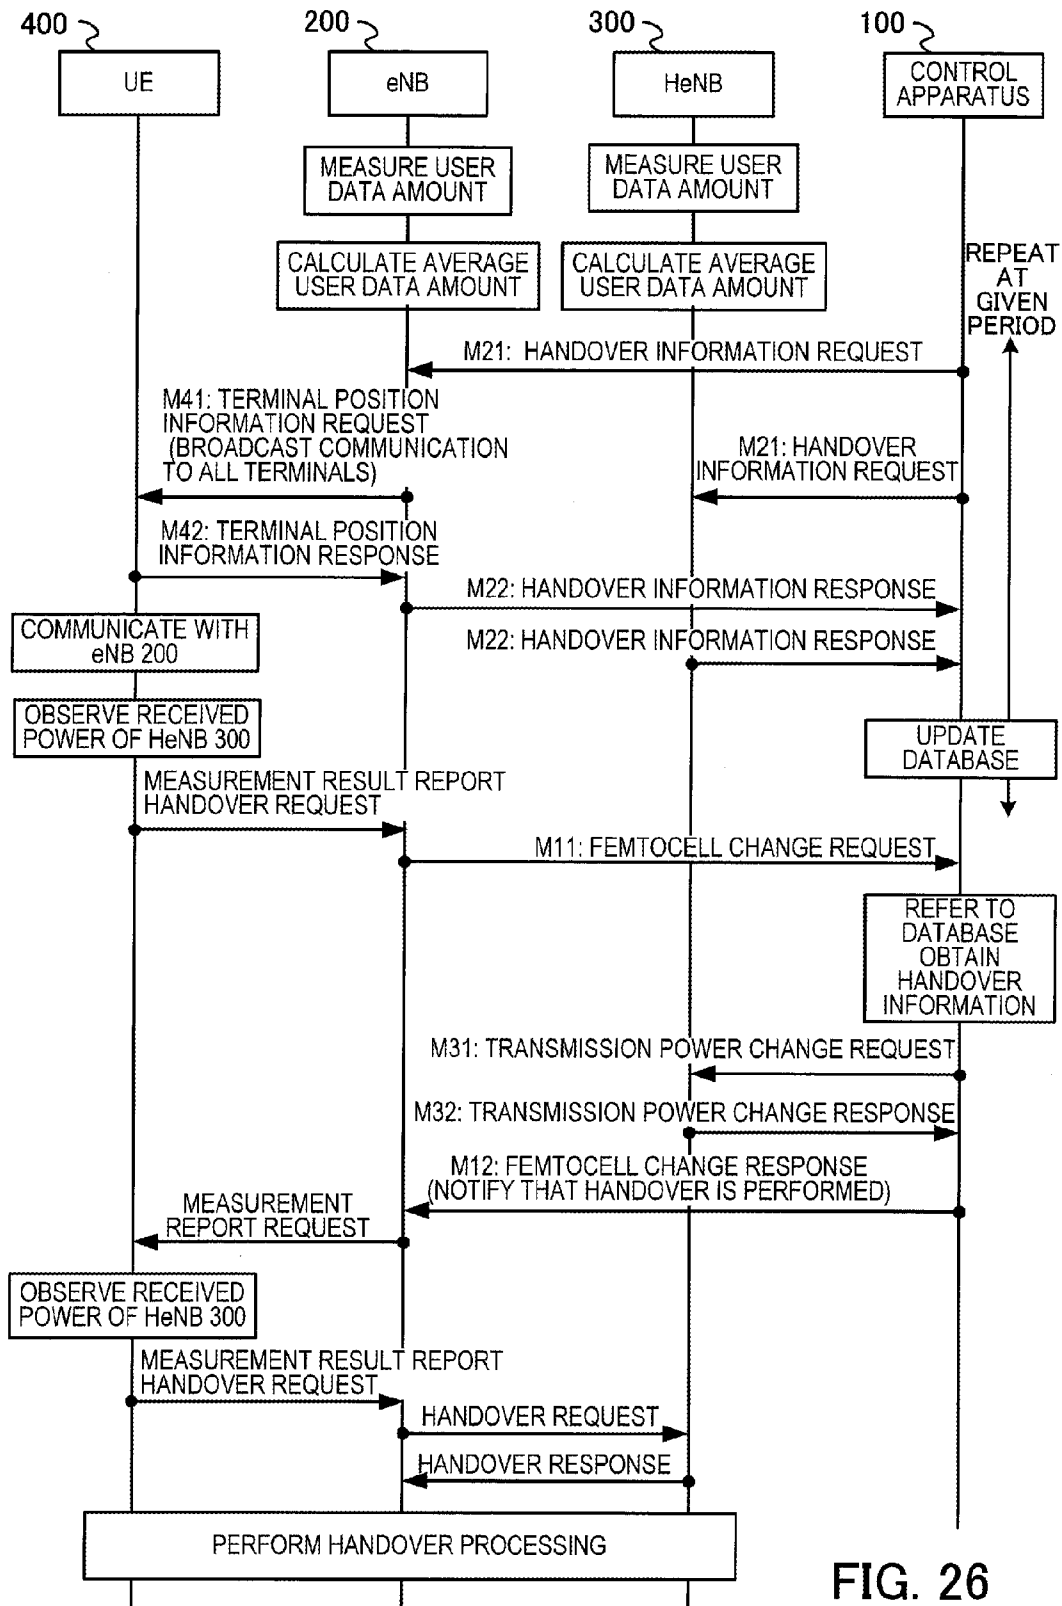 400
200
300
100
UE
eNB
HeNB
CONTROL
APPARATUS
MEASURE USER
DATA AMOUNT
MEASURE USER
DATA AMOUNT
CALCULATE AVERAGE
USER DATA AMOUNT
CALCULATE AVERAGE
USER DATA AMOUNT
REPEAT
AT
GIVEN
PERIOD
M21: HANDOVER INFORMATION REQUEST
M41: TERMINAL POSITION
INFORMATION REQUEST
(BROADCAST COMMUNICATION
TO ALL TERMINALS)
M21: HANDOVER
INFORMATION REQUEST
M42: TERMINAL POSITION
INFORMATION RESPONSE
M22: HANDOVER INFORMATION RESPONSE
COMMUNICATE WITH
eNB 200
M22: HANDOVER INFORMATION RESPONSE
OBSERVE RECEIVED
POWER OF HeNB 300
UPDATE
DATABASE
MEASUREMENT RESULT REPORT
HANDOVER REQUEST
M11: FEMTOCELL CHANGE REQUEST
REFER TO
DATABASE
OBTAIN
HANDOVER
INFORMATION
M31: TRANSMISSION POWER CHANGE REQUEST
M32: TRANSMISSION POWER CHANGE RESPONSE
M12: FEMTOCELL CHANGE RESPONSE
(NOTIFY THAT HANDOVER IS PERFORMED)
MEASUREMENT
REPORT REQUEST
OBSERVE RECEIVED
POWER OF HeNB 300
MEASUREMENT RESULT REPORT
HANDOVER REQUEST
HANDOVER REQUEST
HANDOVER RESPONSE
PERFORM HANDOVER PROCESSING
FIG. 26